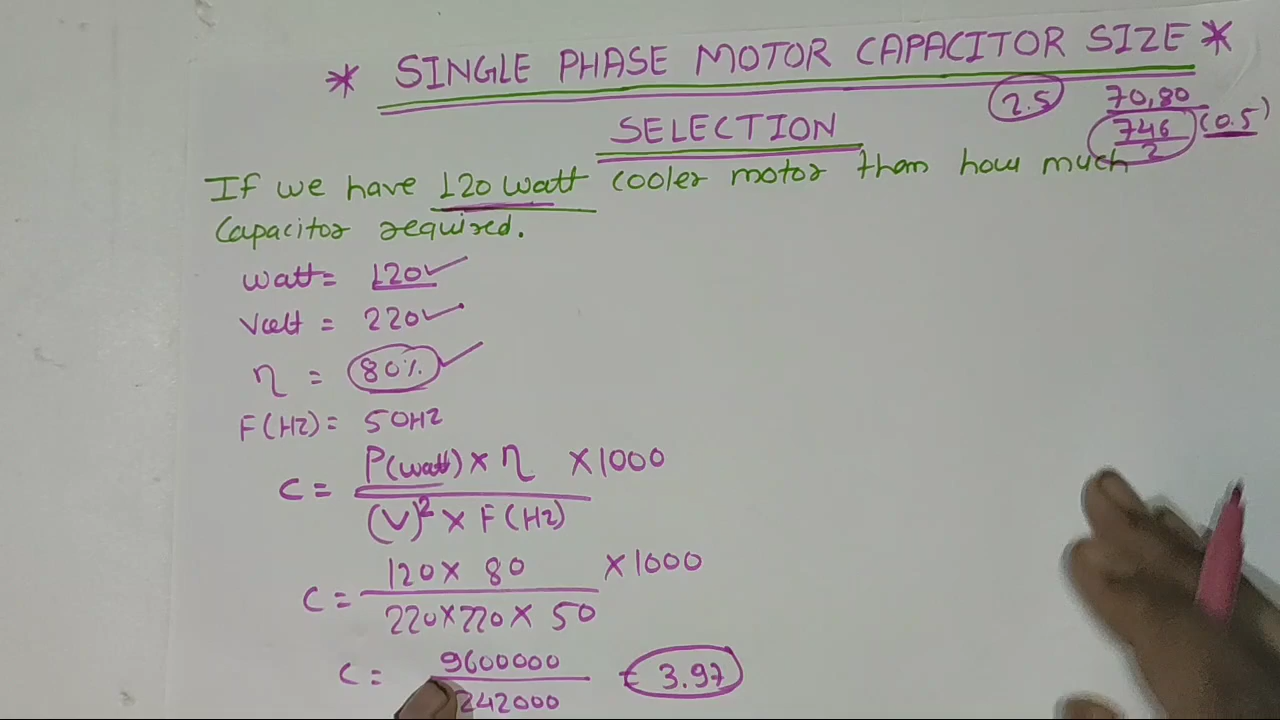 * SINGLE PHASE MOTOR CAPACITOR SIZE *
SELECTION
2.5
70,80
746 (0.5)
2
If we have 120 watt cooler motor than how much
Capacitor required.
watt = 120✓
Volt = 220✓
η = 80% ✓
F(HZ) = 50HZ
C = P(watt) × η × 1000
(V)² × F(HZ)
C = 120 × 80 × 1000
220×220 × 50
C = 9600000 = 3.97
242000